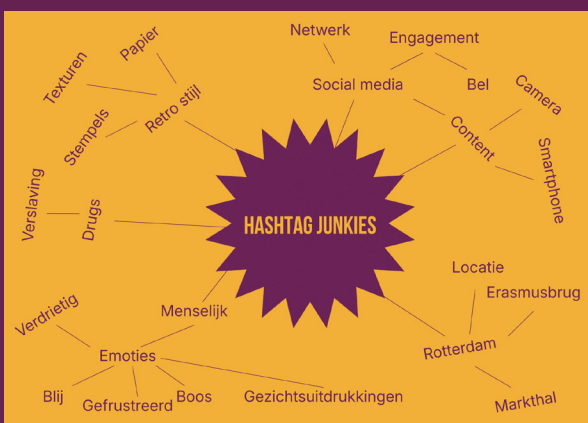 Netwerk
Engagement
Papier
Texturen
Social media
Bel
Camera
Stempels
Retro stijl
Content
Smartphone
Verslaving
Drugs
HASHTAG JUNKIES
Locatie
Erasmusbrug
Menselijk
Verdrietig
Emoties
Rotterdam
Blij
Gefrustreerd
Boos
Gezichtsuitdrukkingen
Markthal